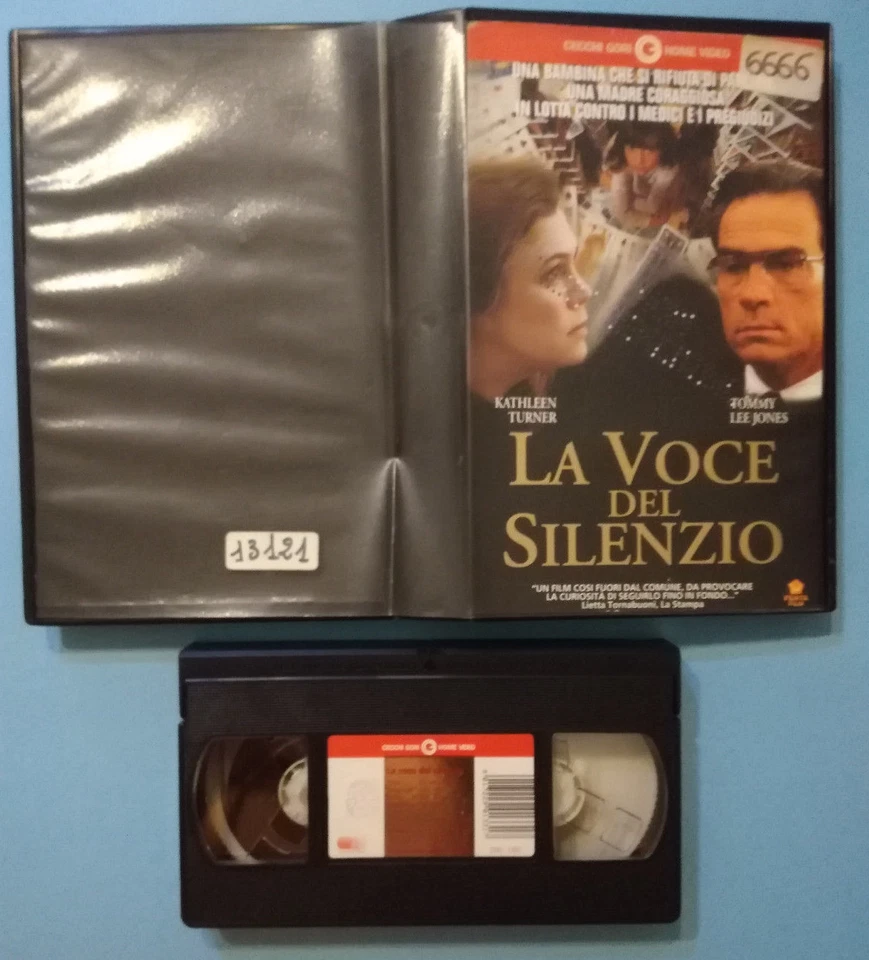 CECCHI GORI HOME VIDEO
6666
UNA BAMBINA CHE SI RIFIUTA DI
UNA MADRE CORAGGIOSA
IN LOTTA CONTRO I MEDICI E I PREGIUDIZI
KATHLEEN
TURNER
TOMMY
LEE JONES
LA VOCE
DEL
SILENZIO
"UN FILM COSI FUORI DAL COMUNE, DA PROVOCARE
LA CURIOSITÀ DI SEGUIRLO FINO IN FONDO..."
Lietta Tornabuoni, La Stampa
13121
CECCHI GORI HOME VIDEO